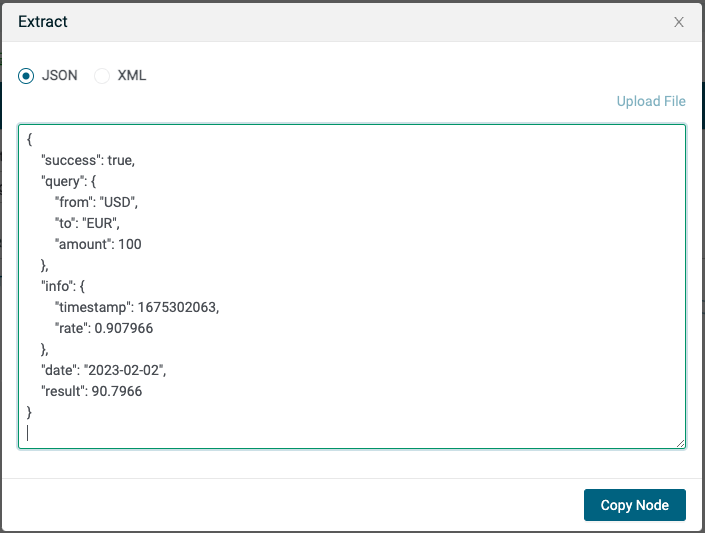 Extract
JSON XML
Upload File
{
"success": true,
"query": {
"from": "USD",
"to": "EUR",
"amount": 100
},
"info": {
"timestamp": 1675302063,
"rate": 0.907966
},
"date": "2023-02-02",
"result": 90.7966
}
Copy Node